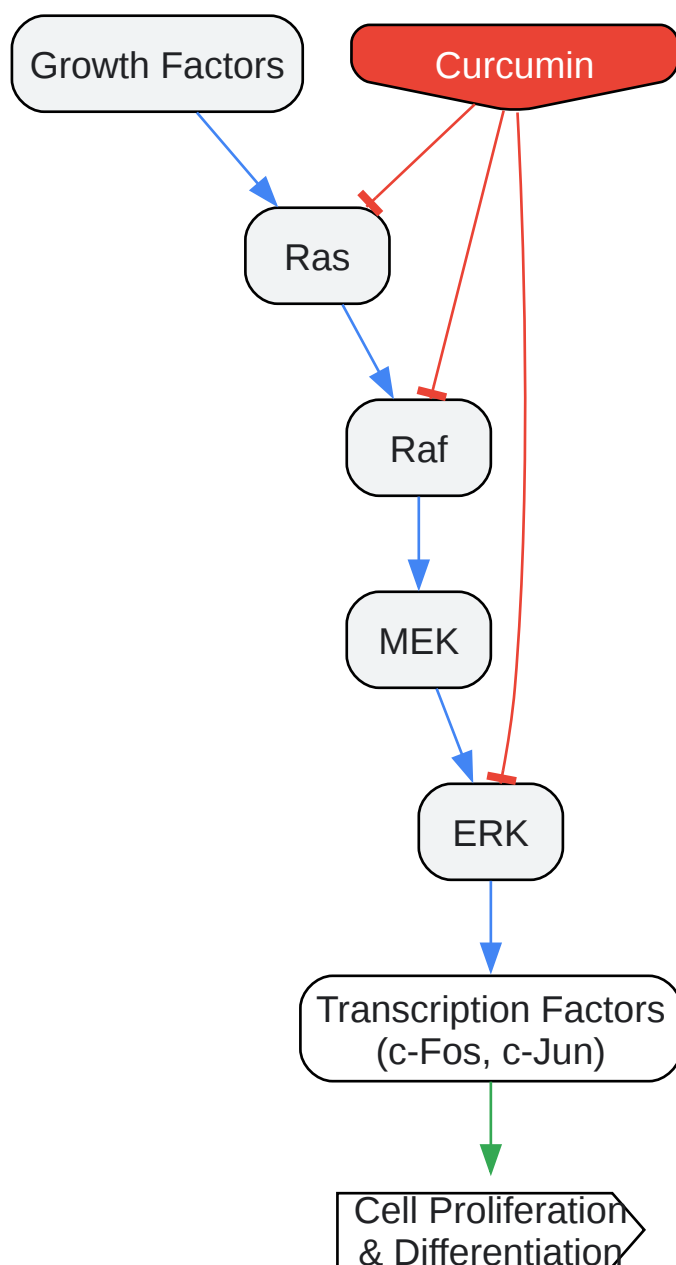 Growth Factors
Curcumin
Ras
Raf
MEK
ERK
Transcription Factors
(c-Fos, c-Jun)
Cell Proliferation
& Differentiation